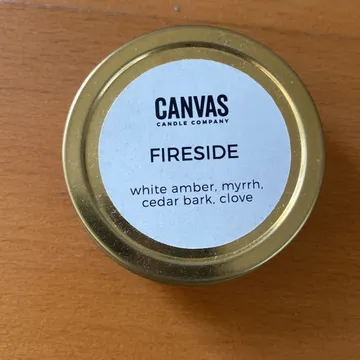 CANVAS
CANDLE COMPANY
FIRESIDE
white amber, myrrh,
cedar bark, clove